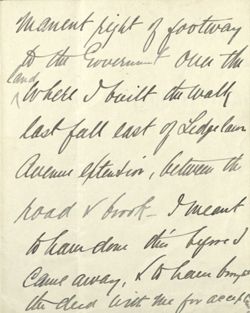 manent right of footway
to the Government over the
land
where I built the walk
last fall east of Ledgelawn
Avenue extension, between the
road & brook - I meant
to have done this before I
came away, & to have brought
the deed with me for